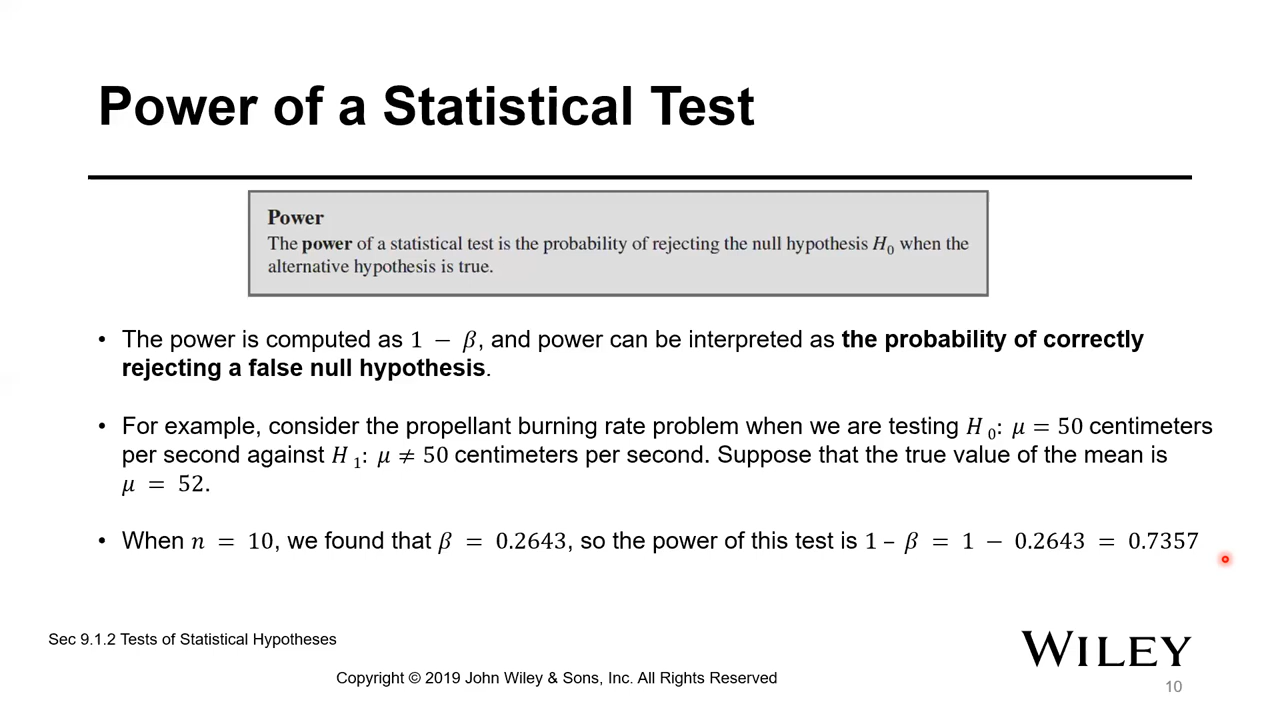 Power of a Statistical Test
Power
The power of a statistical test is the probability of rejecting the null hypothesis H₀ when the
alternative hypothesis is true.
• The power is computed as 1 − β, and power can be interpreted as the probability of correctly
rejecting a false null hypothesis.
• For example, consider the propellant burning rate problem when we are testing H ₀: μ = 50 centimeters
per second against H ₁: μ ≠ 50 centimeters per second. Suppose that the true value of the mean is
μ = 52.
• When n = 10, we found that β = 0.2643, so the power of this test is 1 – β = 1 − 0.2643 = 0.7357
Sec 9.1.2 Tests of Statistical Hypotheses
WILEY
Copyright © 2019 John Wiley & Sons, Inc. All Rights Reserved
10